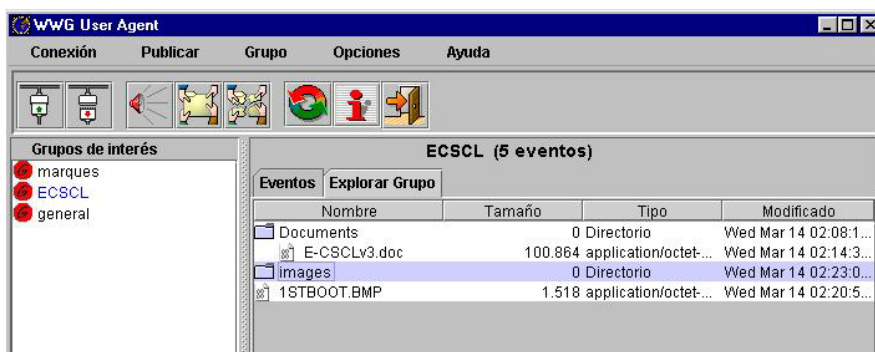 WWG User Agent
Conexión Publicar Grupo Opciones Ayuda
Grupos de interés
marques
ECSCL
general
ECSCL (5 eventos)
Eventos Explorar Grupo
Nombre Tamaño Tipo Modificado
Documents 0 Directorio Wed Mar 14 02:08:1...
E-CSCLv3.doc 100.864 application/octet-... Wed Mar 14 02:14:3...
images 0 Directorio Wed Mar 14 02:23:0...
1STBOOT.BMP 1.518 application/octet-... Wed Mar 14 02:20:5...